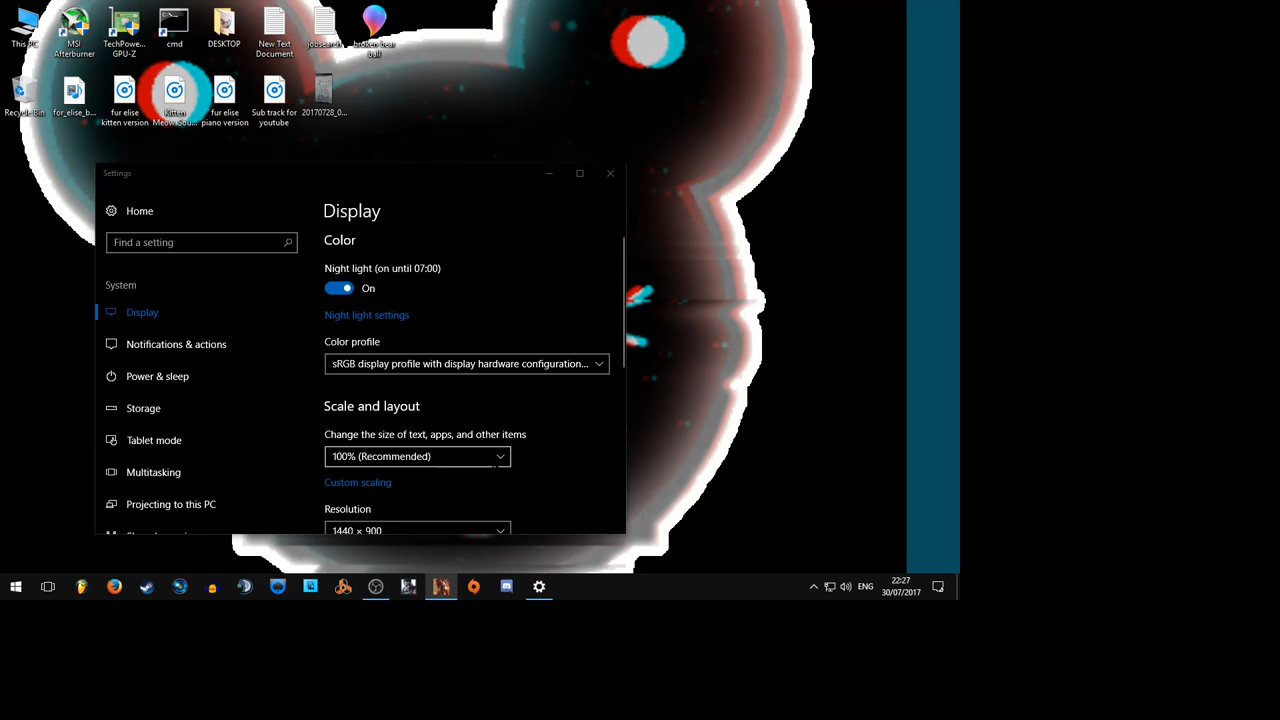 This PC
MSI
Afterburner
TechPowe...
GPU-Z
cmd
DESKTOP
New Text
Document
jobsearch
broken bear
ball
Recycle Bin
for_elise_b...
fur elise
kitten version
Kitten
Meow Sou...
fur elise
piano version
Sub track for
youtube
20170728_0...
Settings
Home
Find a setting
System
Display
Notifications & actions
Power & sleep
Storage
Tablet mode
Multitasking
Projecting to this PC
Display
Color
Night light (on until 07:00)
On
Night light settings
Color profile
sRGB display profile with display hardware configuration...
Scale and layout
Change the size of text, apps, and other items
100% (Recommended)
Custom scaling
Resolution
1440 × 900
ENG
22:27
30/07/2017